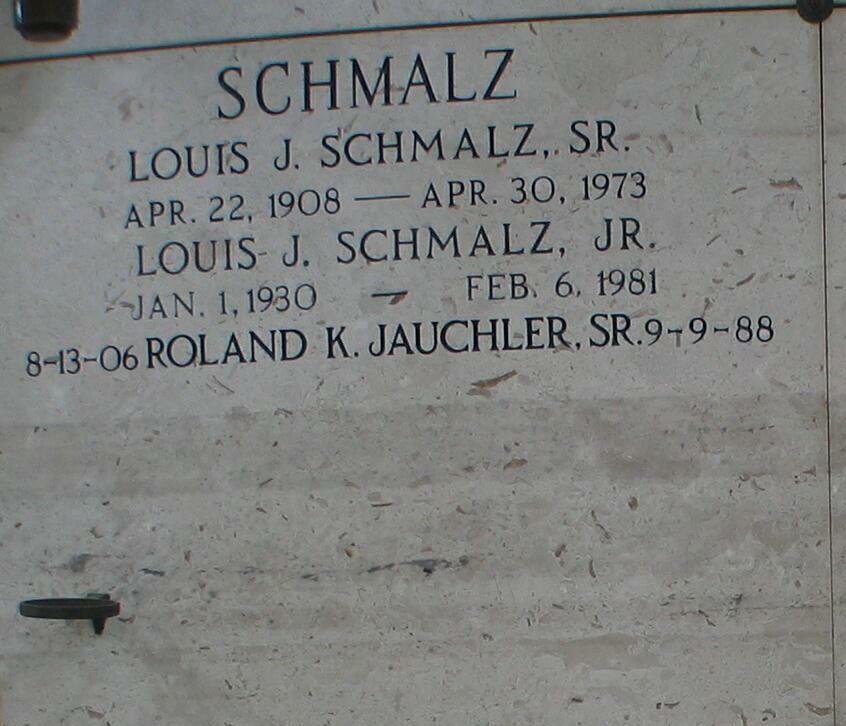 SCHMALZ
LOUIS J. SCHMALZ, SR.
APR. 22, 1908 — APR. 30, 1973
LOUIS J. SCHMALZ, JR.
JAN. 1, 1930 — FEB. 6, 1981
8-13-06 ROLAND K. JAUCHLER, SR. 9-9-88